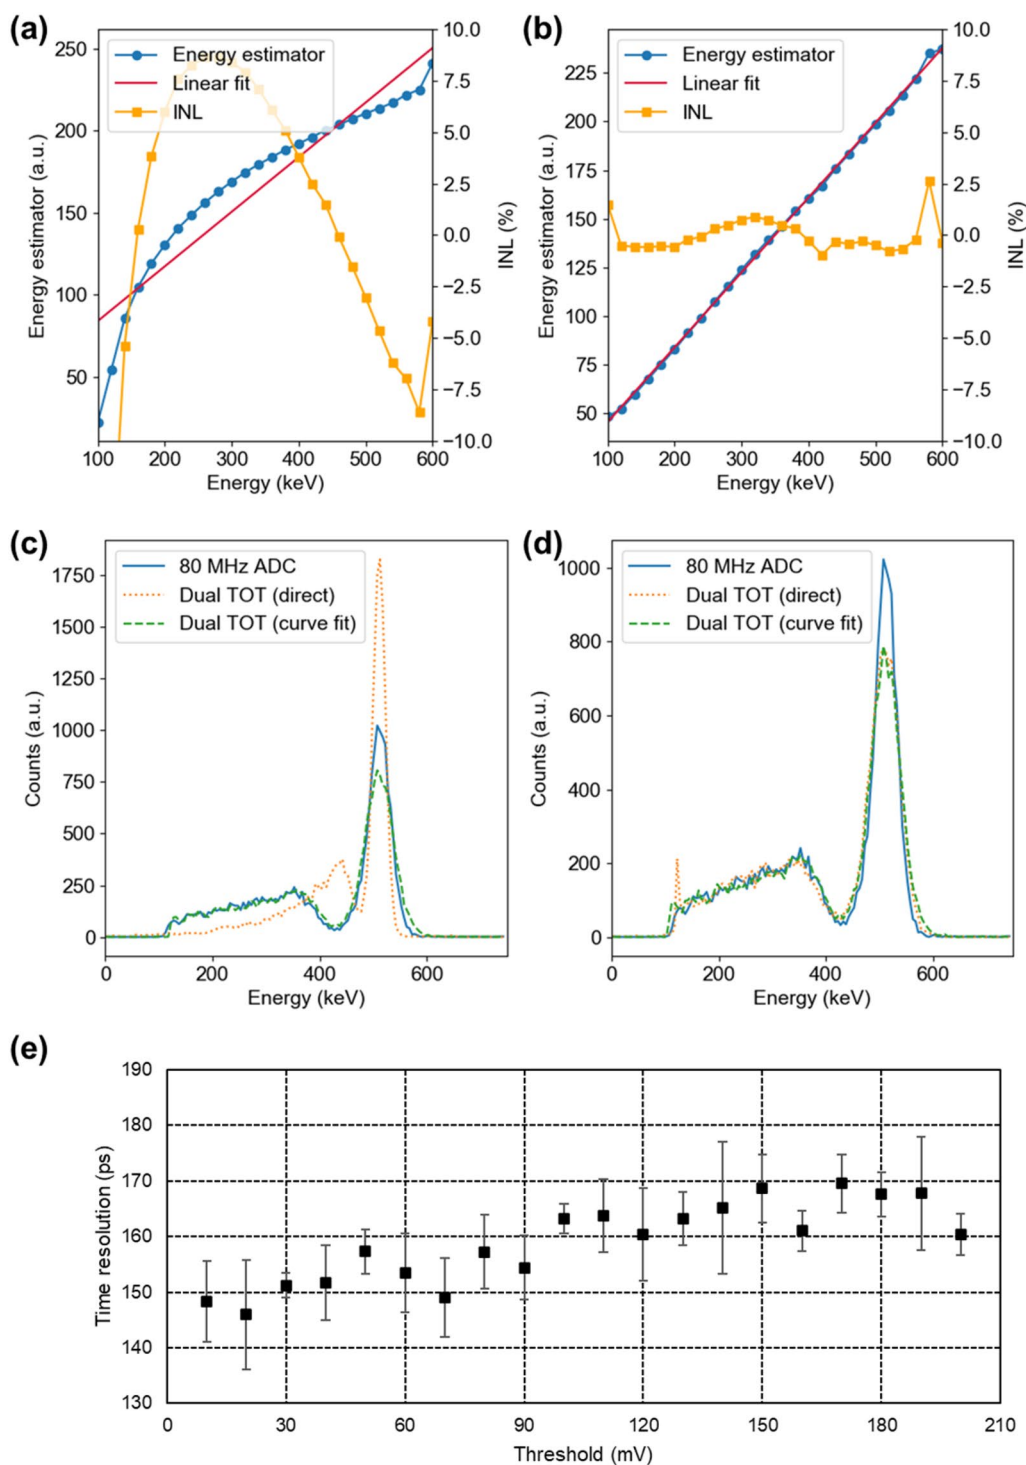 (a)
Energy estimator
Linear fit
INL
250
200
150
100
50
Energy estimator (a.u.)
10.0
7.5
5.0
2.5
0.0
−2.5
−5.0
−7.5
−10.0
INL (%)
100 200 300 400 500 600
Energy (keV)
(b)
Energy estimator
Linear fit
INL
225
200
175
150
125
100
75
50
Energy estimator (a.u.)
10.0
7.5
5.0
2.5
0.0
−2.5
−5.0
−7.5
−10.0
INL (%)
100 200 300 400 500 600
Energy (keV)
(c)
80 MHz ADC
Dual TOT (direct)
Dual TOT (curve fit)
1750
1500
1250
1000
750
500
250
0
Counts (a.u.)
0 200 400 600
Energy (keV)
(d)
80 MHz ADC
Dual TOT (direct)
Dual TOT (curve fit)
1000
800
600
400
200
0
Counts (a.u.)
0 200 400 600
Energy (keV)
(e)
190
180
170
160
150
140
130
Time resolution (ps)
0 30 60 90 120 150 180 210
Threshold (mV)